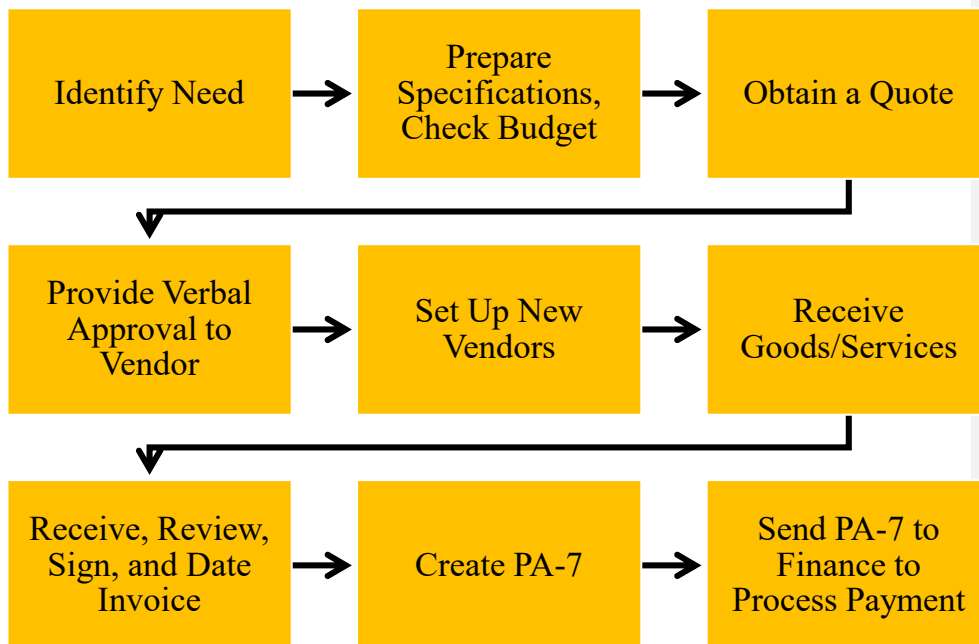 Identify Need
Prepare
Specifications,
Check Budget
Obtain a Quote
Provide Verbal
Approval to
Vendor
Set Up New
Vendors
Receive
Goods/Services
Receive, Review,
Sign, and Date
Invoice
Create PA-7
Send PA-7 to
Finance to
Process Payment